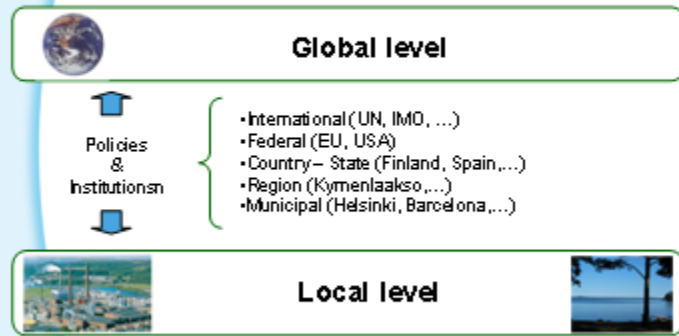 Global level
Policies
&
Institutionsn
•International (UN, IMO, …)
•Federal (EU, USA)
•Country – State (Finland, Spain,…)
•Region (Kymenlaakso,…)
•Municipal (Helsinki, Barcelona,…)
Local level